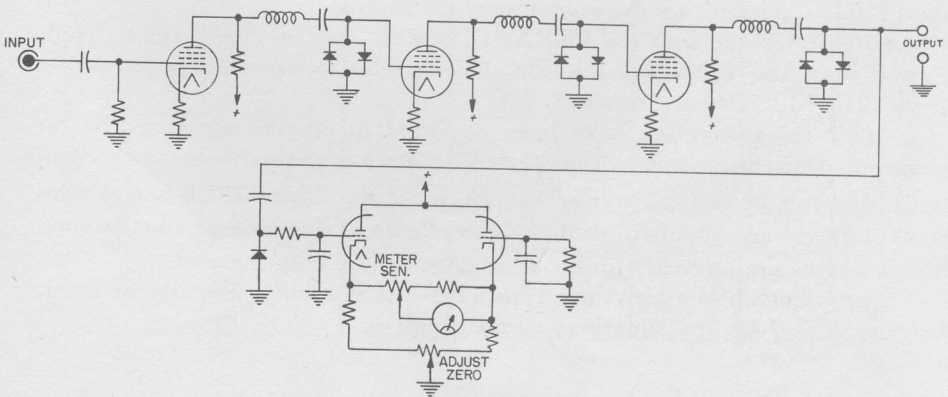 INPUT
OUTPUT
+
+
+
+
METER
SEN.
ADJUST
ZERO